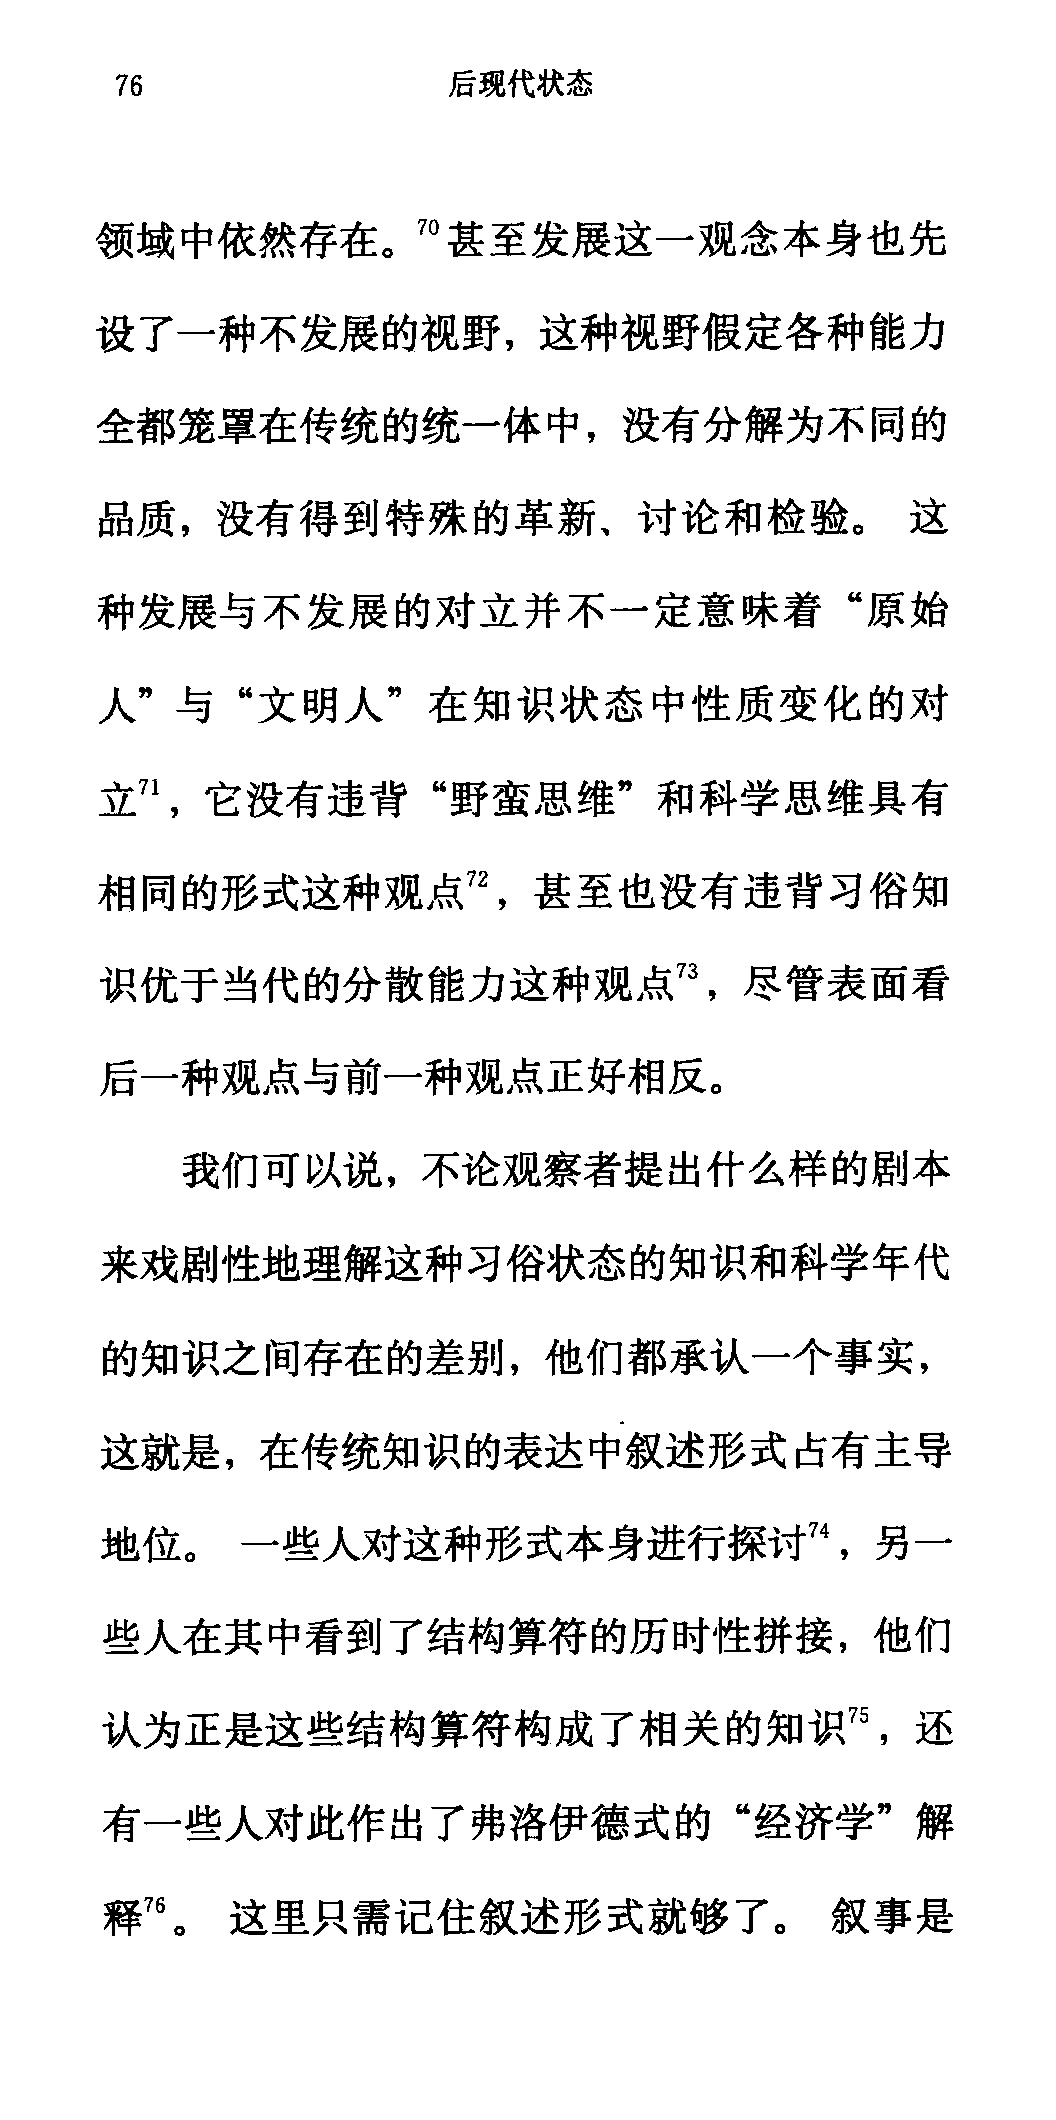 76
后现代状态
领域中依然存在。70甚至发展这一观念本身也先
设了一种不发展的视野，这种视野假定各种能力
全都笼罩在传统的统一体中，没有分解为不同的
品质，没有得到特殊的革新、讨论和检验。 这
种发展与不发展的对立并不一定意味着“原始
人”与“文明人”在知识状态中性质变化的对
立71，它没有违背“野蛮思维”和科学思维具有
相同的形式这种观点72，甚至也没有违背习俗知
识优于当代的分散能力这种观点73，尽管表面看
后一种观点与前一种观点正好相反。
我们可以说，不论观察者提出什么样的剧本
来戏剧性地理解这种习俗状态的知识和科学年代
的知识之间存在的差别，他们都承认一个事实，
这就是，在传统知识的表达中叙述形式占有主导
地位。 一些人对这种形式本身进行探讨74，另一
些人在其中看到了结构算符的历时性拼接，他们
认为正是这些结构算符构成了相关的知识75，还
有一些人对此作出了弗洛伊德式的“经济学”解
释76。 这里只需记住叙述形式就够了。 叙事是